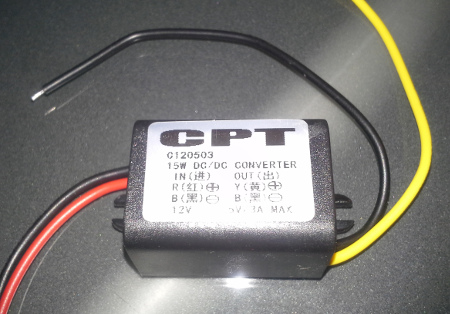 CPT
C120503
15W DC/DC CONVERTER
IN(进) OUT(出)
R(红)⊕ Y(黄)⊕
B(黑)⊖ B(黑)⊖
12V 5V/3A MAX